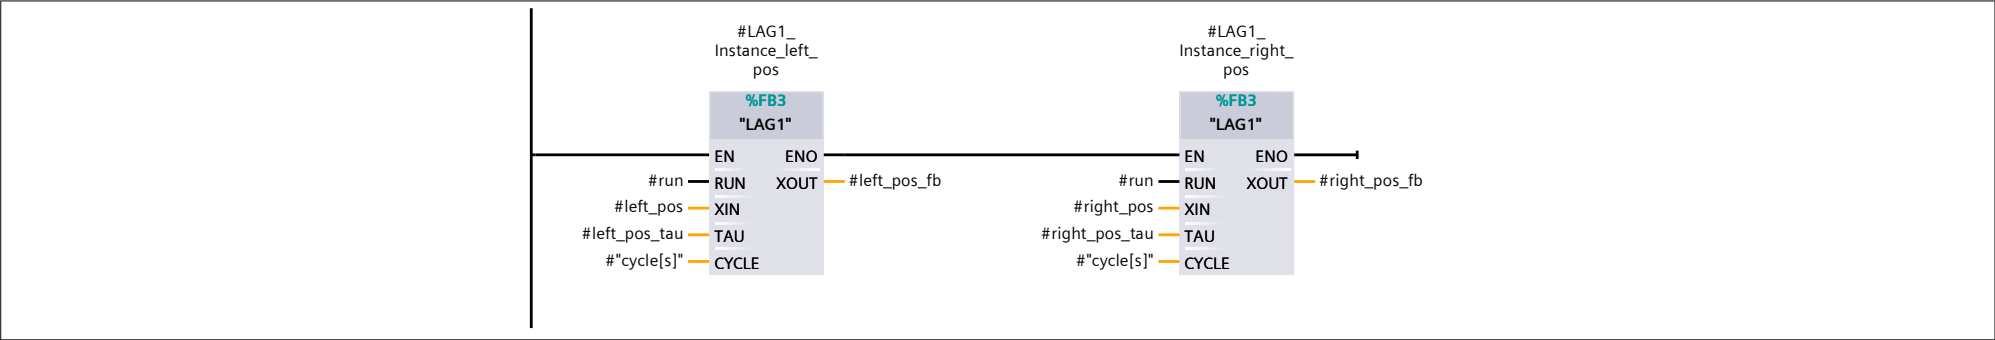 #LAG1_
Instance_left_
pos
%FB3
"LAG1"
EN ENO
#run RUN XOUT #left_pos_fb
#left_pos XIN
#left_pos_tau TAU
#"cycle[s]" CYCLE
#LAG1_
Instance_right_
pos
%FB3
"LAG1"
EN ENO
#run RUN XOUT #right_pos_fb
#right_pos XIN
#right_pos_tau TAU
#"cycle[s]" CYCLE